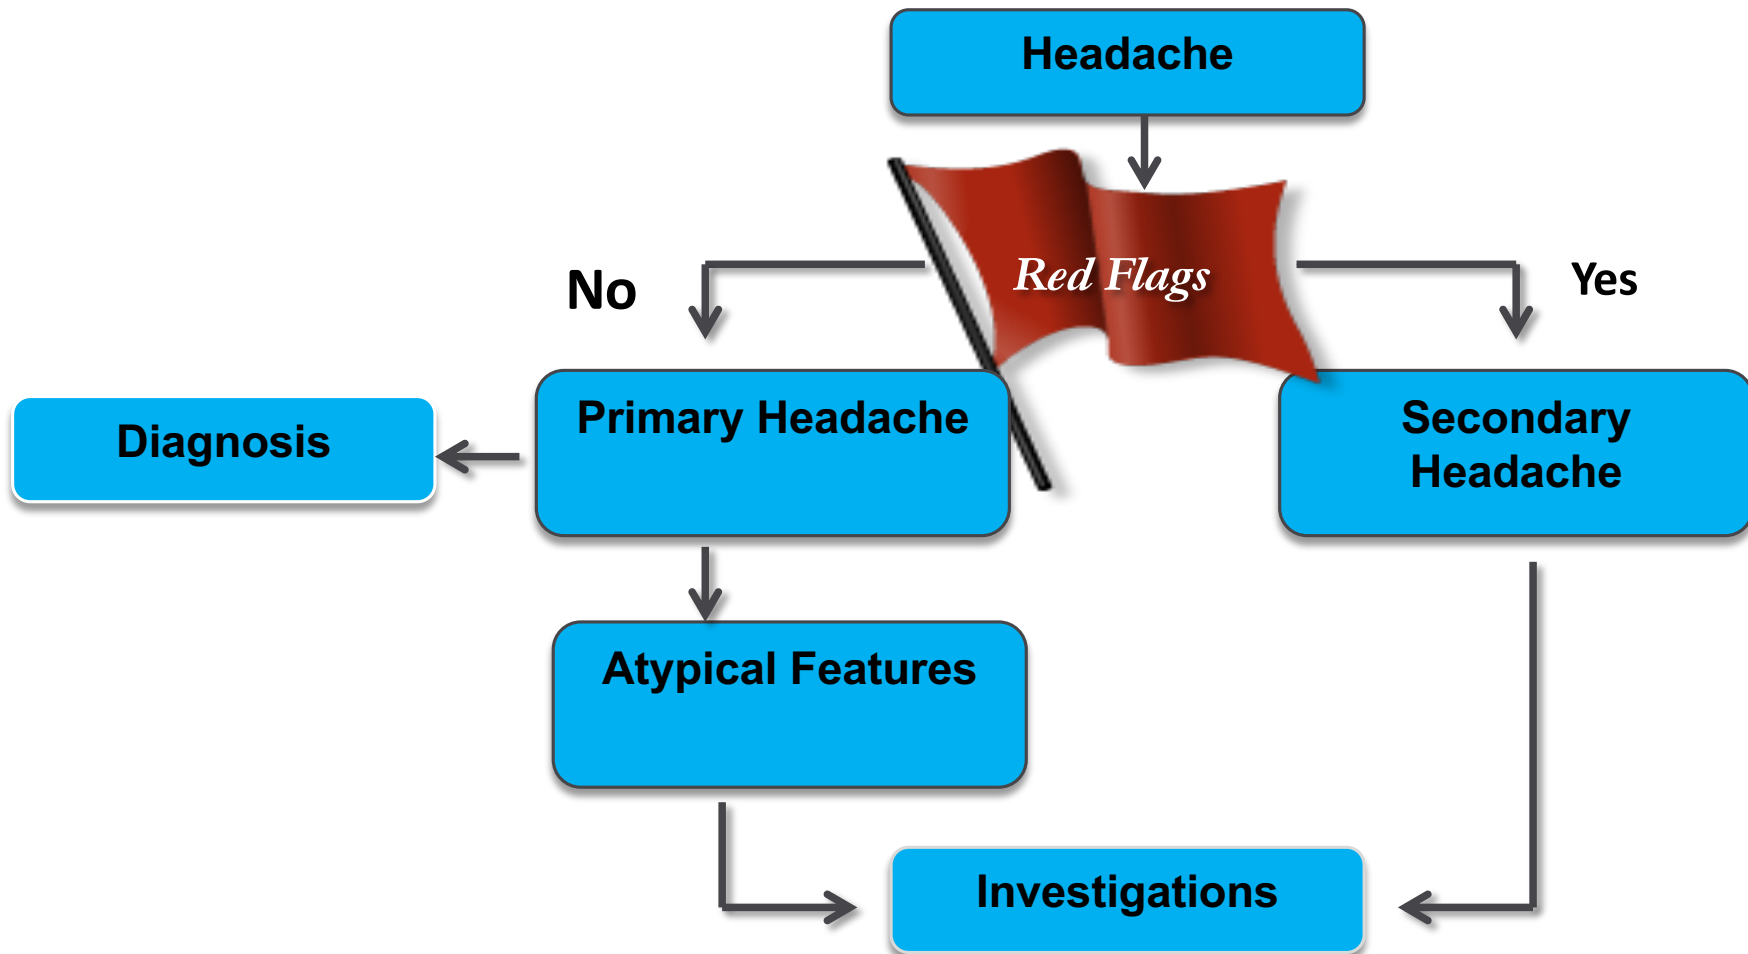 Headache
Red Flags
No
Yes
Primary Headache
Secondary
Headache
Diagnosis
Atypical Features
Investigations